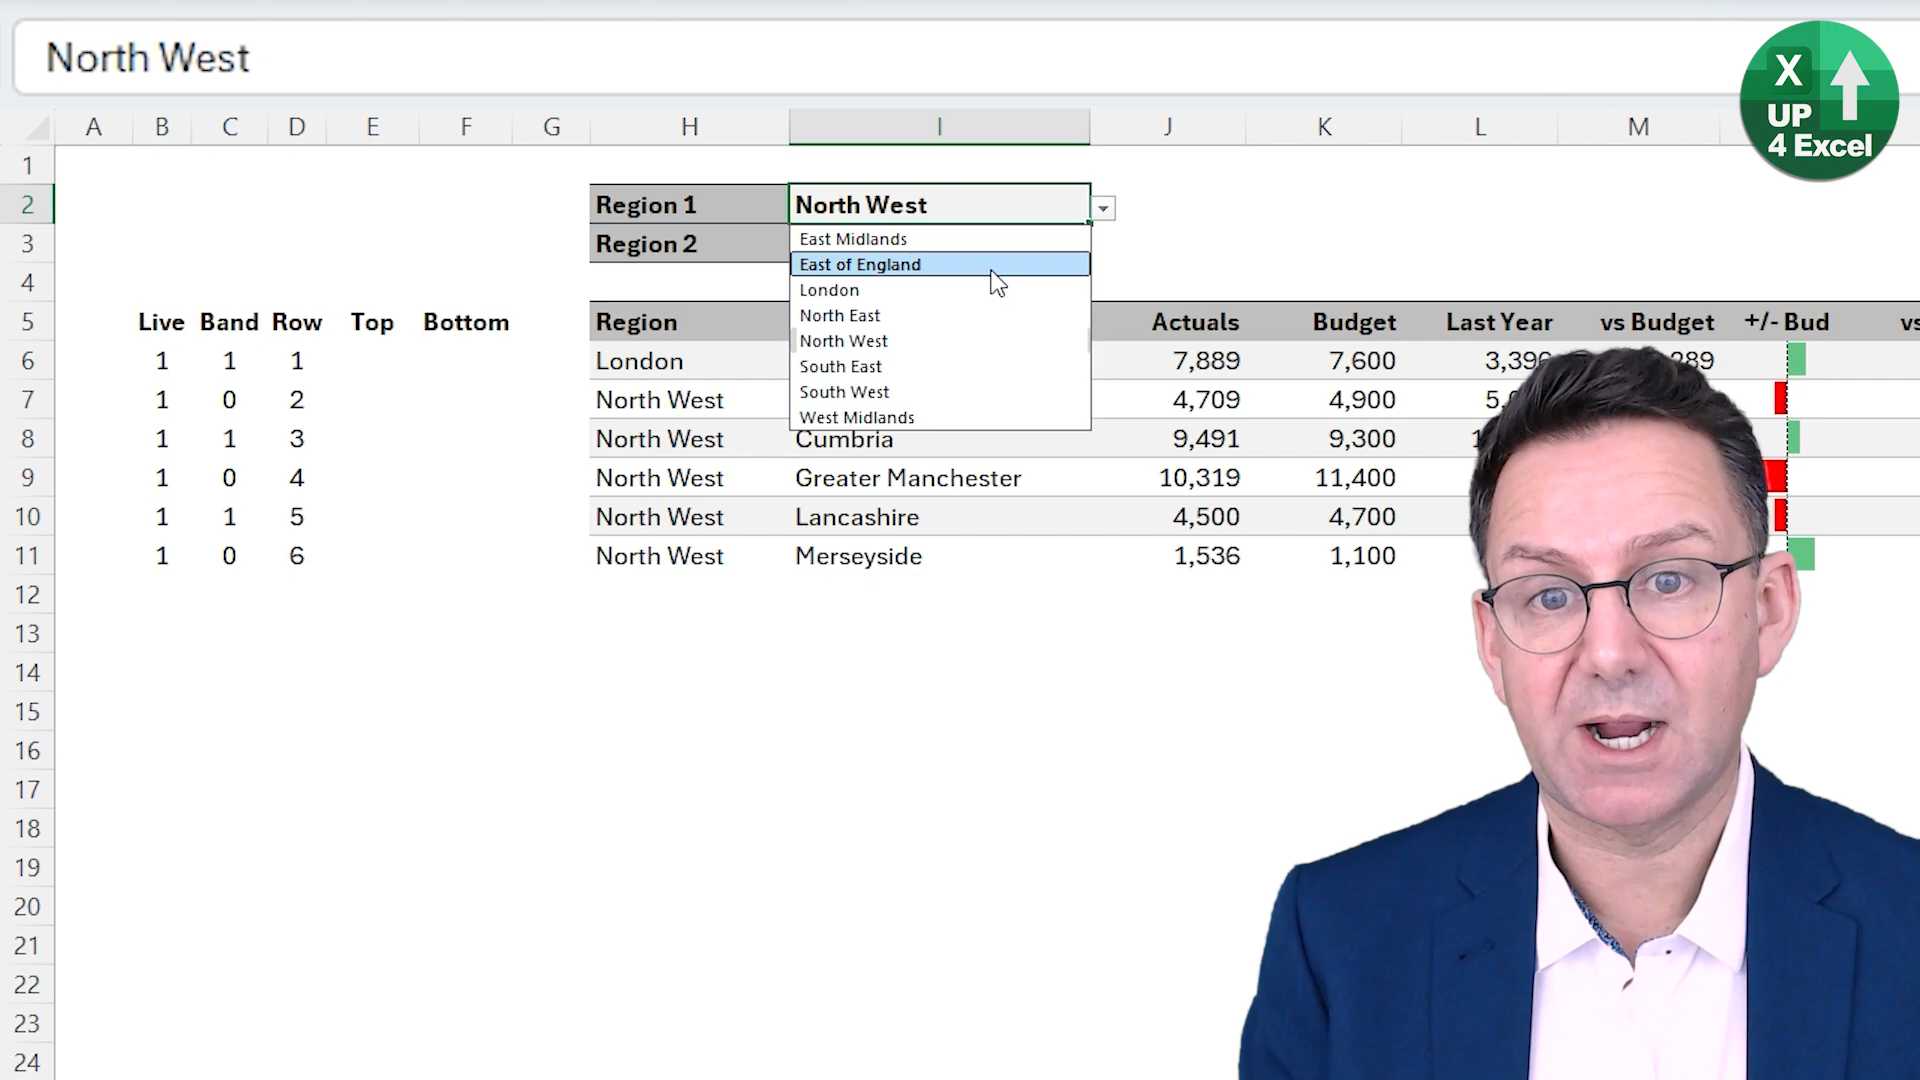 North West
X
UP
4 Excel
A B C D E F G H I J K L M
1
2 Region 1 North West
3 Region 2
East Midlands
East of England
London
North East
North West
South East
South West
West Midlands
4
5 Live Band Row Top Bottom Region Actuals Budget Last Year vs Budget +/- Bud vs
6 1 1 1 London 7,889 7,600
7 1 0 2 North West 4,709 4,900
8 1 1 3 North West Cumbria 9,491 9,300
9 1 0 4 North West Greater Manchester 10,319 11,400
10 1 1 5 North West Lancashire 4,500 4,700
11 1 0 6 North West Merseyside 1,536 1,100
12
13
14
15
16
17
18
19
20
21
22
23
24